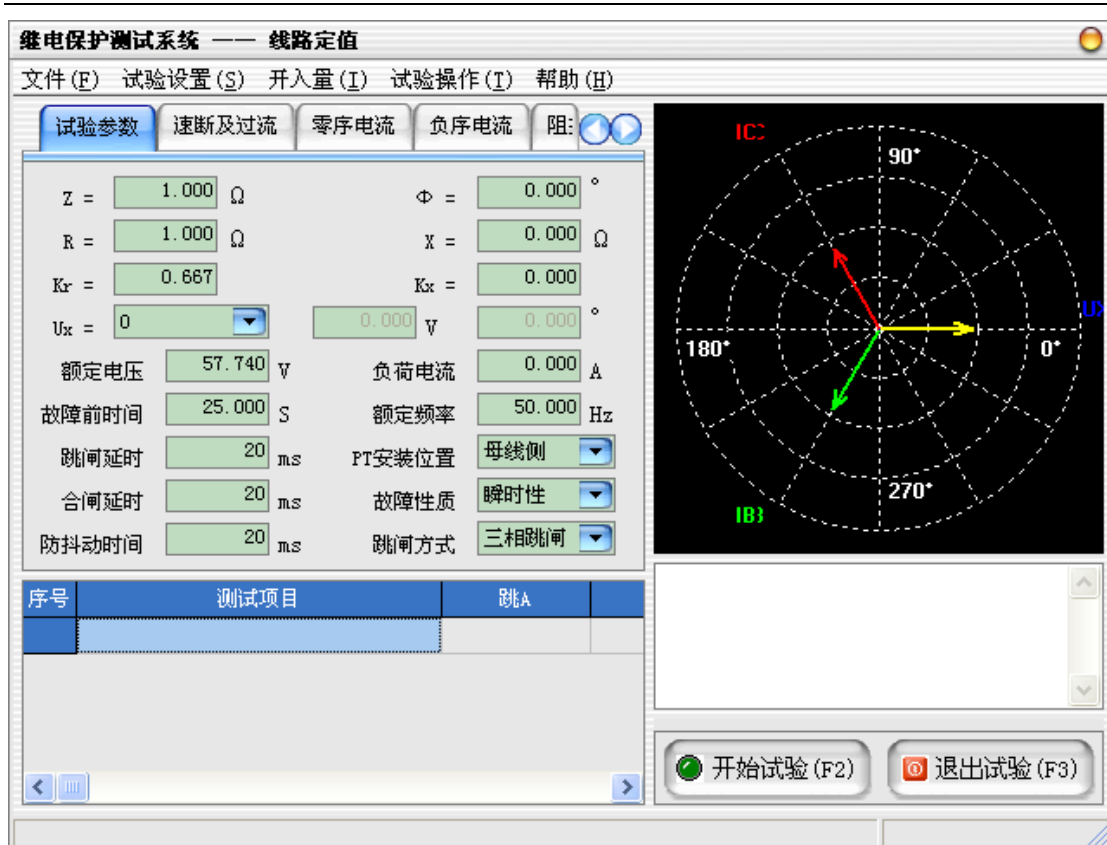 继电保护测试系统 —— 线路定值
文件(F) 试验设置(S) 开入量(I) 试验操作(T) 帮助(H)
试验参数 速断及过流 零序电流 负序电流 阻
Z = 1.000 Ω Φ = 0.000 °
R = 1.000 Ω X = 0.000 Ω
Kr = 0.667 Kx = 0.000
Ux = 0 0.000 V 0.000 °
额定电压 57.740 V 负荷电流 0.000 A
故障前时间 25.000 S 额定频率 50.000 Hz
跳闸延时 20 ms PT安装位置 母线侧
合闸延时 20 ms 故障性质 瞬时性
防抖动时间 20 ms 跳闸方式 三相跳闸
90°
180°
0°
270°
UX
序号 测试项目 跳A
开始试验(F2) 退出试验(F3)